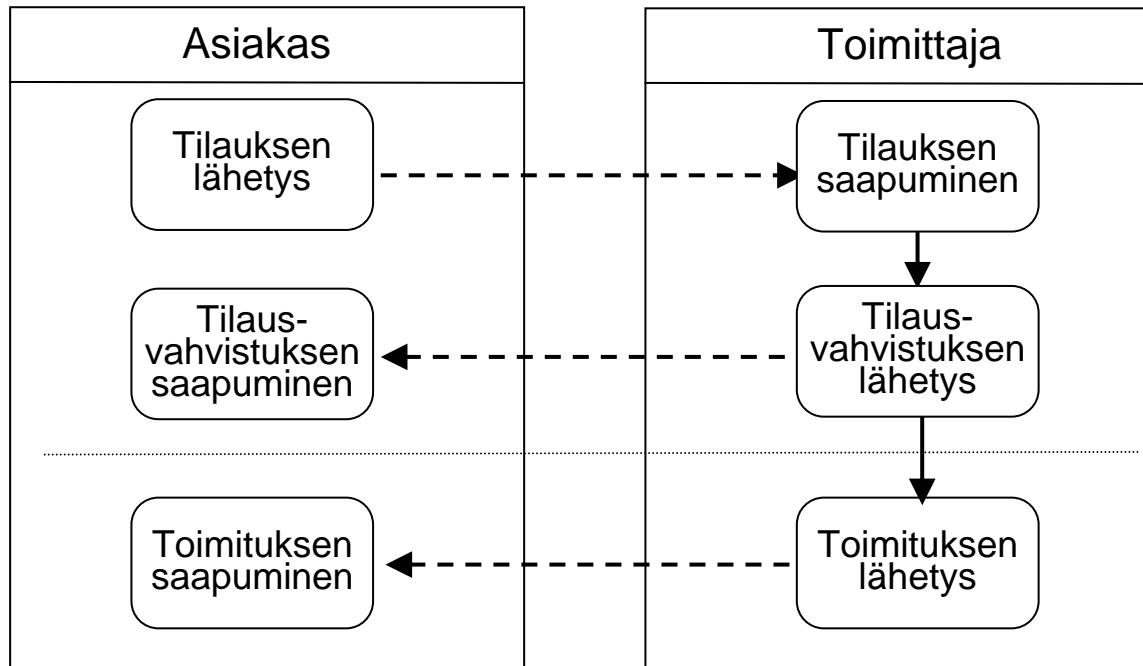 Asiakas
Toimittaja
Tilauksen
lähetys
Tilauksen
saapuminen
Tilaus-
vahvistuksen
saapuminen
Tilaus-
vahvistuksen
lähetys
Toimituksen
saapuminen
Toimituksen
lähetys